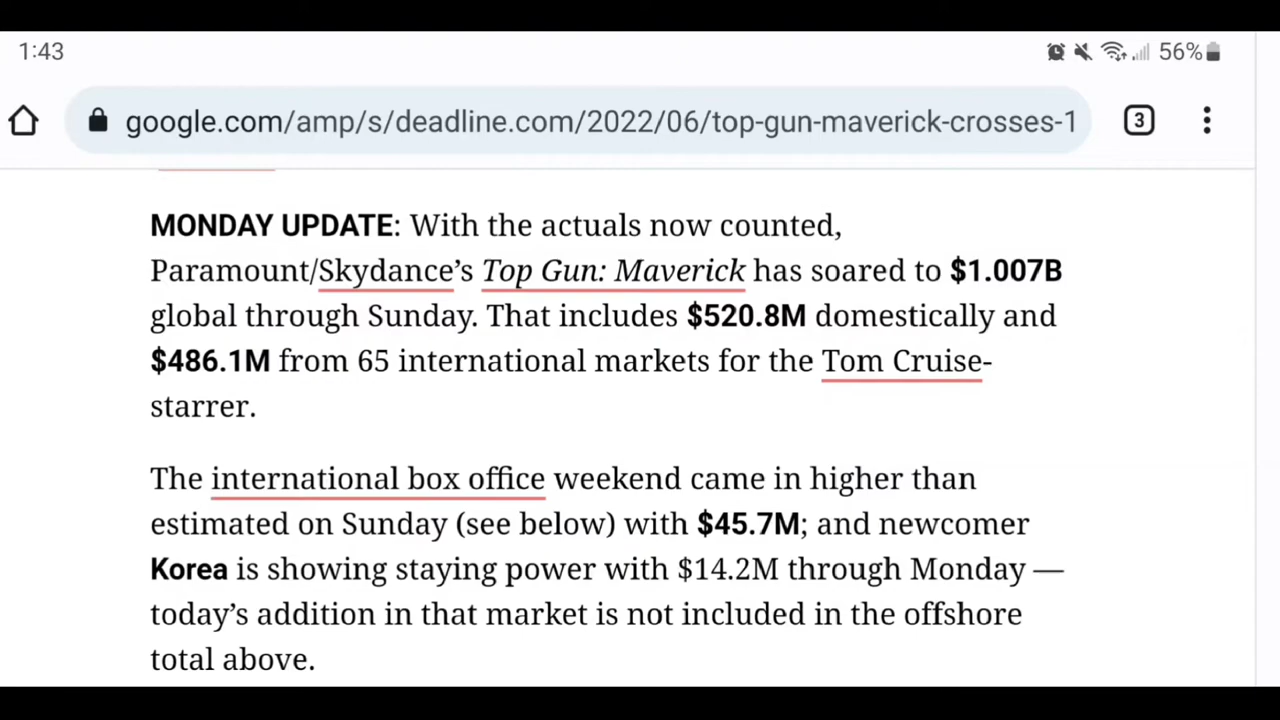 1:43
56%
google.com/amp/s/deadline.com/2022/06/top-gun-maverick-crosses-1
3
MONDAY UPDATE: With the actuals now counted,
Paramount/Skydance’s Top Gun: Maverick has soared to $1.007B
global through Sunday. That includes $520.8M domestically and
$486.1M from 65 international markets for the Tom Cruise-
starrer.
The international box office weekend came in higher than
estimated on Sunday (see below) with $45.7M; and newcomer
Korea is showing staying power with $14.2M through Monday —
today’s addition in that market is not included in the offshore
total above.